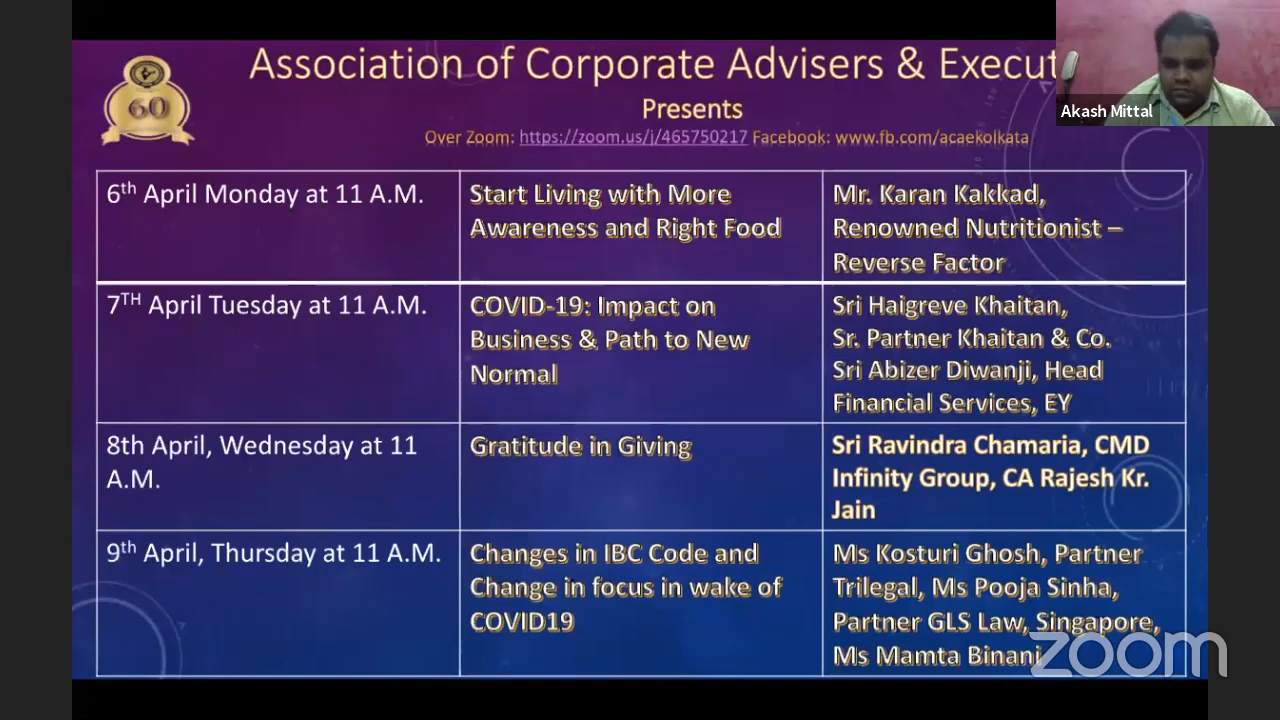 Association of Corporate Advisers & Execut
Akash Mittal
60
Presents
Over Zoom: https://zoom.us/j/465750217 Facebook: www.fb.com/acaekolkata
6th April Monday at 11 A.M.
Start Living with More
Awareness and Right Food
Mr. Karan Kakkad,
Renowned Nutritionist –
Reverse Factor
7TH April Tuesday at 11 A.M.
COVID-19: Impact on
Business & Path to New
Normal
Sri Haigreve Khaitan,
Sr. Partner Khaitan & Co.
Sri Abizer Diwanji, Head
Financial Services, EY
8th April, Wednesday at 11
A.M.
Gratitude in Giving
Sri Ravindra Chamaria, CMD
Infinity Group, CA Rajesh Kr.
Jain
9th April, Thursday at 11 A.M.
Changes in IBC Code and
Change in focus in wake of
COVID19
Ms Kosturi Ghosh, Partner
Trilegal, Ms Pooja Sinha,
Partner GLS Law, Singapore,
Ms Mamta Binani
zoom